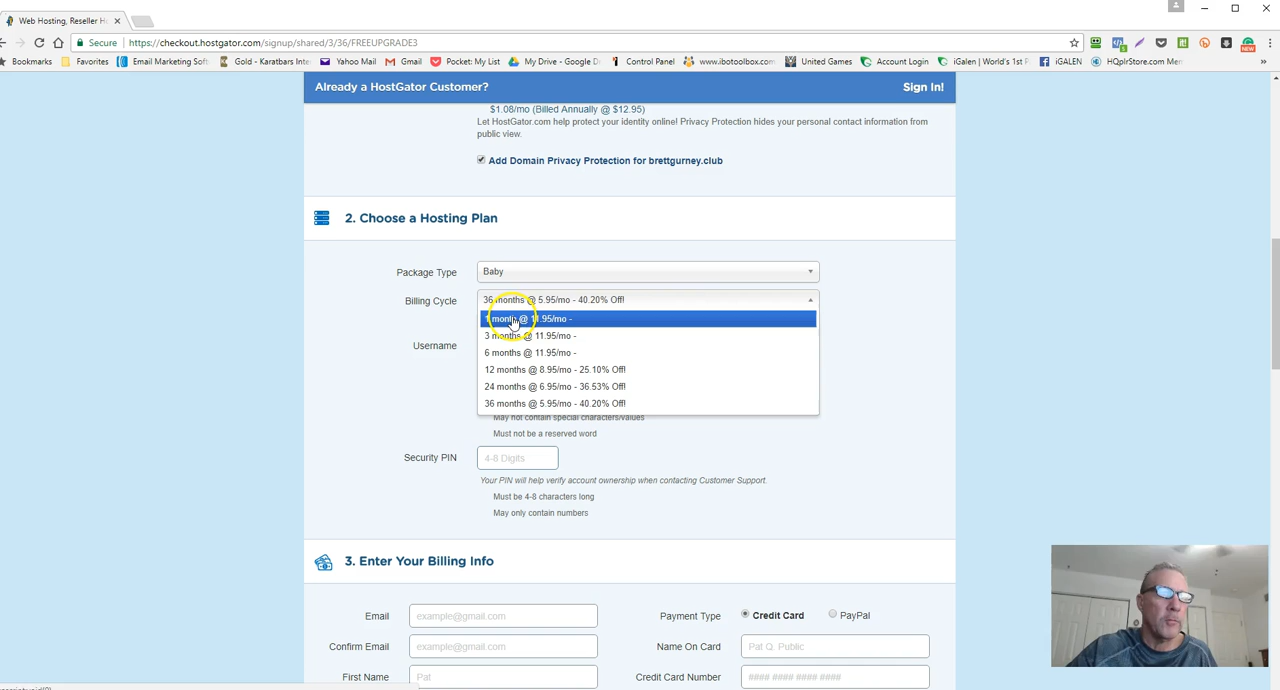 Web Hosting, Reseller Ho
Secure https://checkout.hostgator.com/signup/shared/3/36/FREEUPGRADE3
Bookmarks Favorites Email Marketing Soft Gold - Karatbars Inte Yahoo Mail Gmail Pocket: My List My Drive - Google D Control Panel www.ibotoolbox.com United Games Account Login iGalen | World's 1st P iGALEN HQplrStore.com Mem »
NEW
Already a HostGator Customer? Sign In!
$1.08/mo (Billed Annually @ $12.95)
Let HostGator.com help protect your identity online! Privacy Protection hides your personal contact information from
public view.
Add Domain Privacy Protection for brettgurney.club
2. Choose a Hosting Plan
Package Type Baby
Billing Cycle 36 months @ 5.95/mo - 40.20% Off!
1 month @ 11.95/mo -
3 months @ 11.95/mo -
Username
6 months @ 11.95/mo -
12 months @ 8.95/mo - 25.10% Off!
24 months @ 6.95/mo - 36.53% Off!
36 months @ 5.95/mo - 40.20% Off!
May not contain special characters/values
Must not be a reserved word
Security PIN 4-8 Digits
Your PIN will help verify account ownership when contacting Customer Support.
Must be 4-8 characters long
May only contain numbers
3. Enter Your Billing Info
Email example@gmail.com Payment Type Credit Card PayPal
Confirm Email example@gmail.com Name On Card Pat Q. Public
First Name Pat Credit Card Number #### #### #### ####